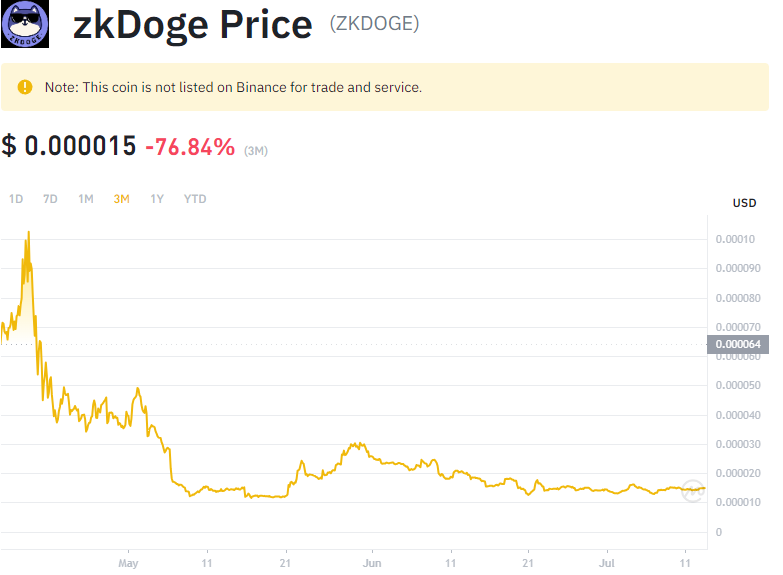 zkDoge Price (ZKDOGE)
ZKDOGE
Note: This coin is not listed on Binance for trade and service.
$ 0.000015 -76.84% (3M)
1D 7D 1M 3M 1Y YTD
USD
0.00010
0.000090
0.000080
0.000070
0.000064
0.000060
0.000050
0.000040
0.000030
0.000020
0.000010
0
May 11 21 Jun 11 21 Jul 11